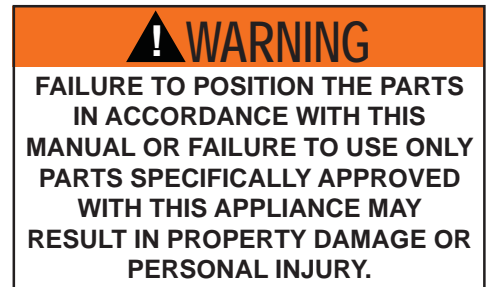 WARNING
FAILURE TO POSITION THE PARTS
IN ACCORDANCE WITH THIS
MANUAL OR FAILURE TO USE ONLY
PARTS SPECIFICALLY APPROVED
WITH THIS APPLIANCE MAY
RESULT IN PROPERTY DAMAGE OR
PERSONAL INJURY.